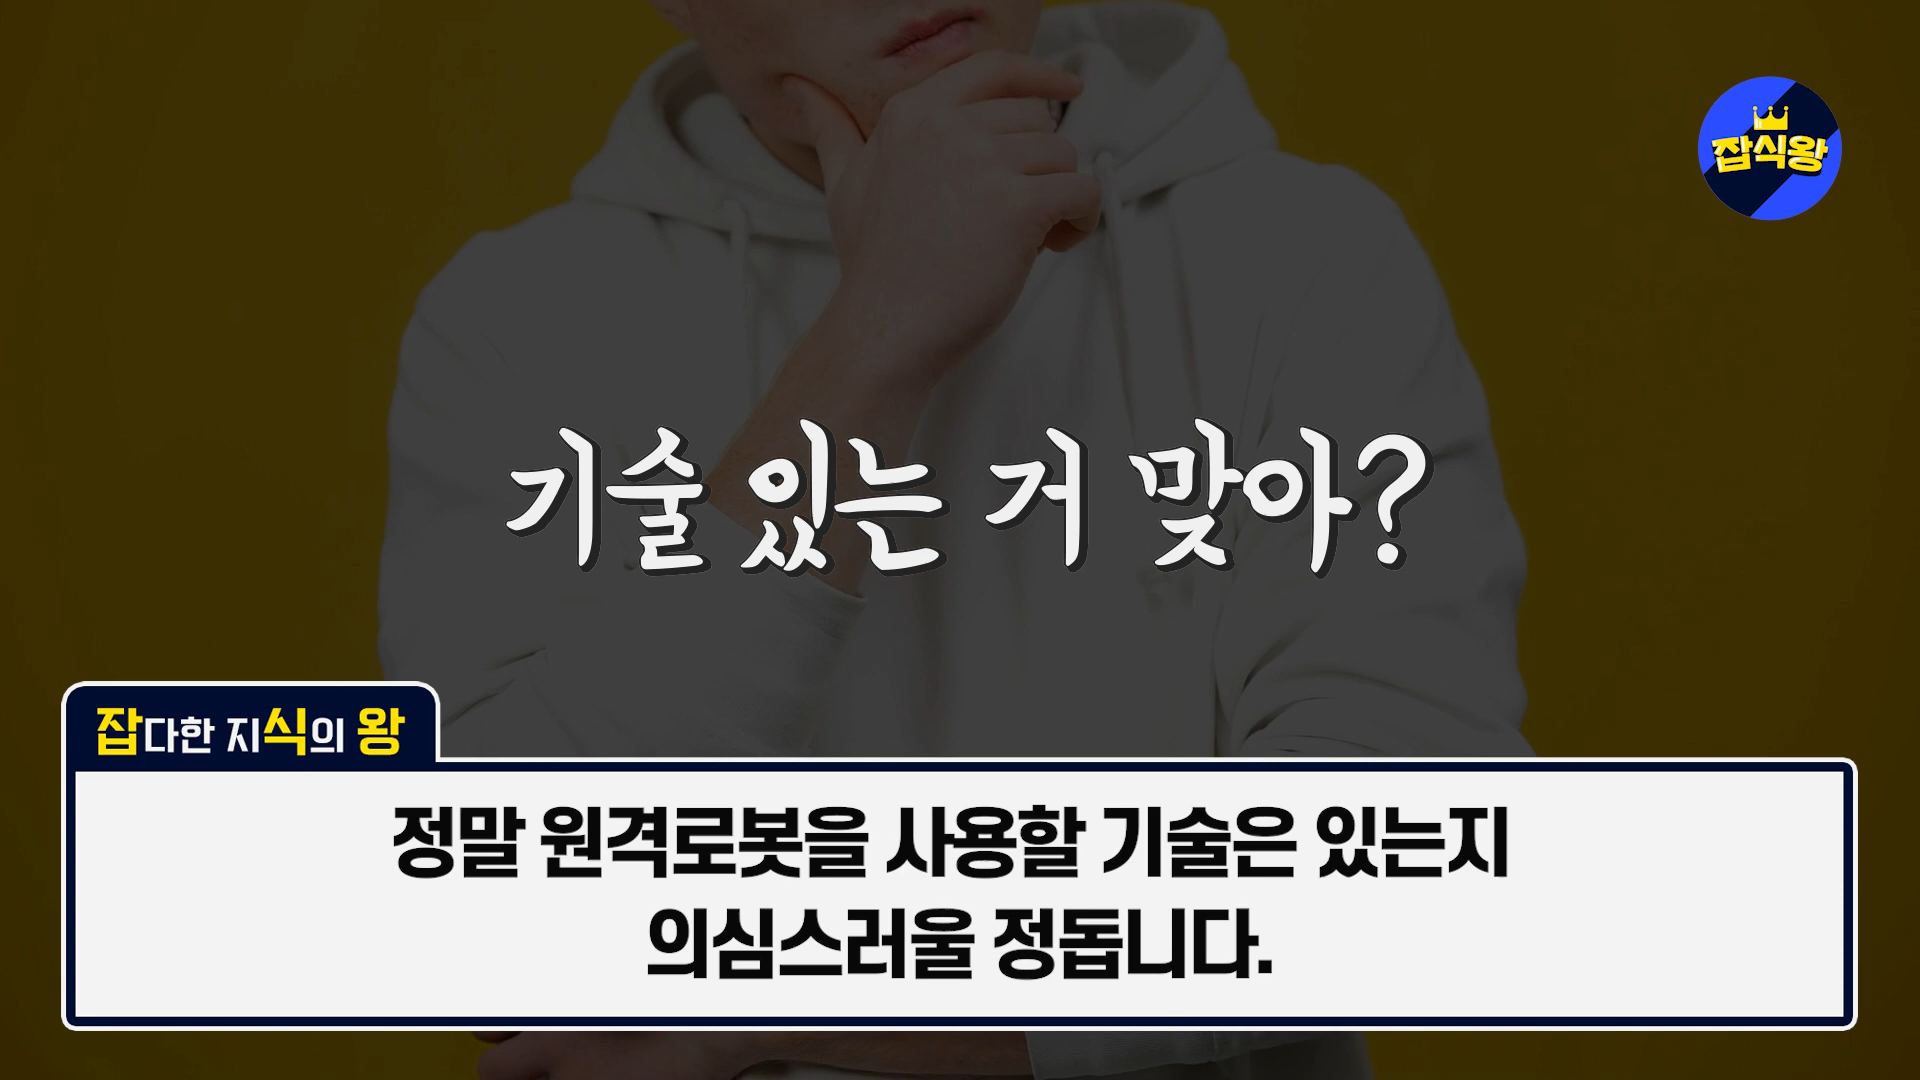 잡식왕
기술 있는 거 맞아?
잡다한 지식의 왕
정말 원격로봇을 사용할 기술은 있는지
의심스러울 정돕니다.